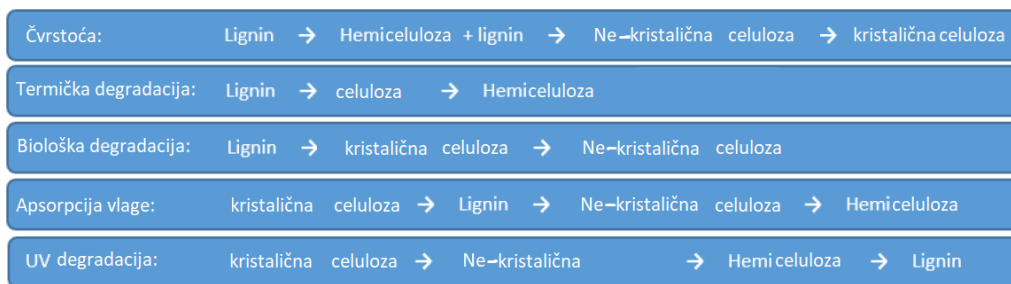 Čvrstoća: Lignin → Hemiceluloza + lignin → Ne–kristalična celuloza → kristalična celuloza
Termička degradacija: Lignin → celuloza → Hemiceluloza
Biološka degradacija: Lignin → kristalična celuloza → Ne-kristalična celuloza
Apsorpcija vlage: kristalična celuloza → Lignin → Ne–kristalična celuloza → Hemiceluloza
UV degradacija: kristalična celuloza → Ne–kristalična → Hemiceluloza → Lignin